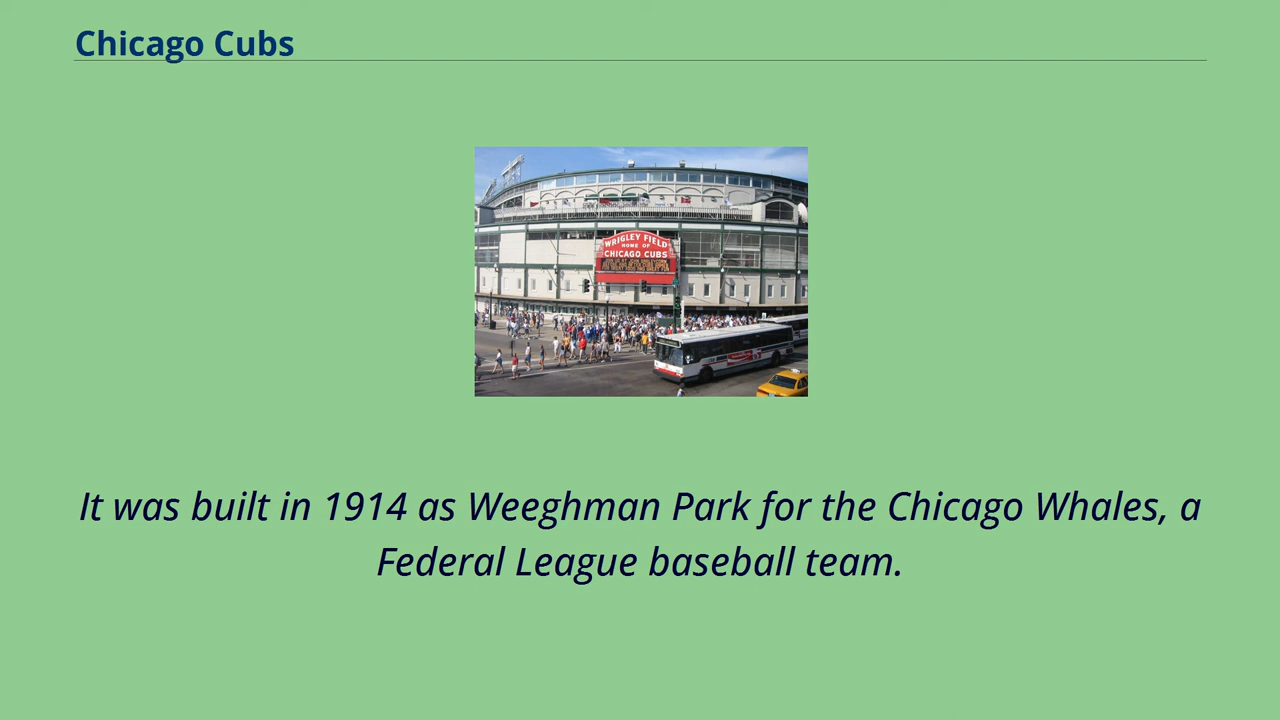 Chicago Cubs
WRIGLEY FIELD
HOME OF
CHICAGO CUBS
It was built in 1914 as Weeghman Park for the Chicago Whales, a
Federal League baseball team.